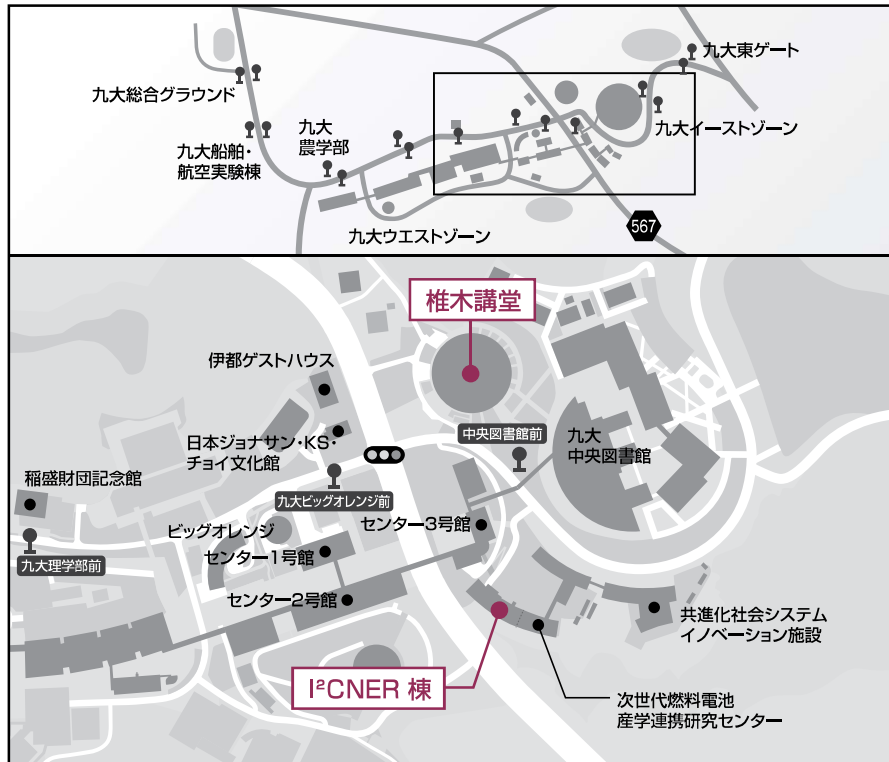 九大東ゲート
九大総合グラウンド
九大
農学部
九大イーストゾーン
九大船舶・
航空実験棟
九大ウエストゾーン
567
椎木講堂
伊都ゲストハウス
日本ジョナサン・KS・
チョイ文化館
中央図書館前
九大
中央図書館
稲盛財団記念館
九大ビッグオレンジ前
ビッグオレンジ
センター3号館
センター1号館
九大理学部前
センター2号館
共進化社会システム
イノベーション施設
I²CNER 棟
次世代燃料電池
産学連携研究センター